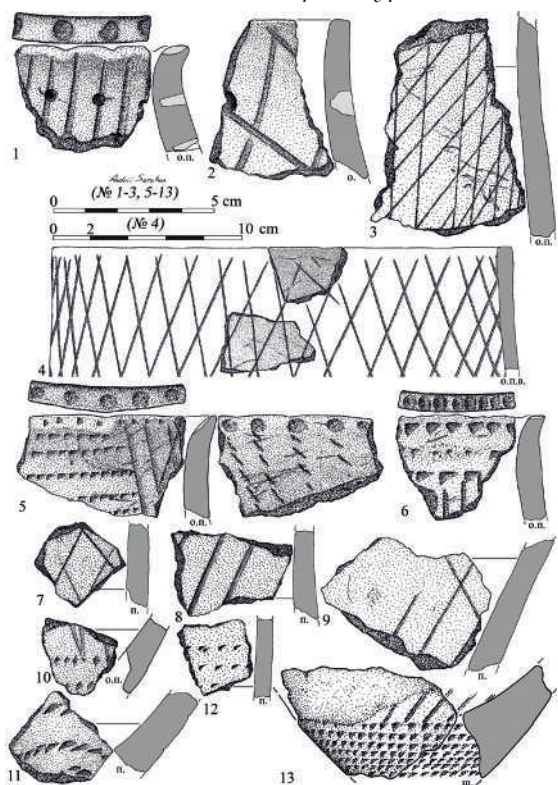 1
о.п.
2
о.
3
о.п.
(№ 1-3, 5-13)
0 5 cm
(№ 4)
0 2 10 cm
4
о.п.в.
5
о.п.
6
о.п.
7
п.
8
п.
9
п.
10
о.п.
12
п.
11
п.
13